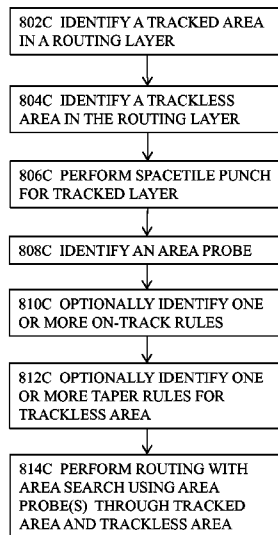 802C IDENTIFY A TRACKED AREA
IN A ROUTING LAYER
804C IDENTIFY A TRACKLESS
AREA IN THE ROUTING LAYER
806C PERFORM SPACETILE PUNCH
FOR TRACKED LAYER
808C IDENTIFY AN AREA PROBE
810C OPTIONALLY IDENTIFY ONE
OR MORE ON-TRACK RULES
812C OPTIONALLY IDENTIFY ONE
OR MORE TAPER RULES FOR
TRACKLESS AREA
814C PERFORM ROUTING WITH
AREA SEARCH USING AREA
PROBE(S) THROUGH TRACKED
AREA AND TRACKLESS AREA